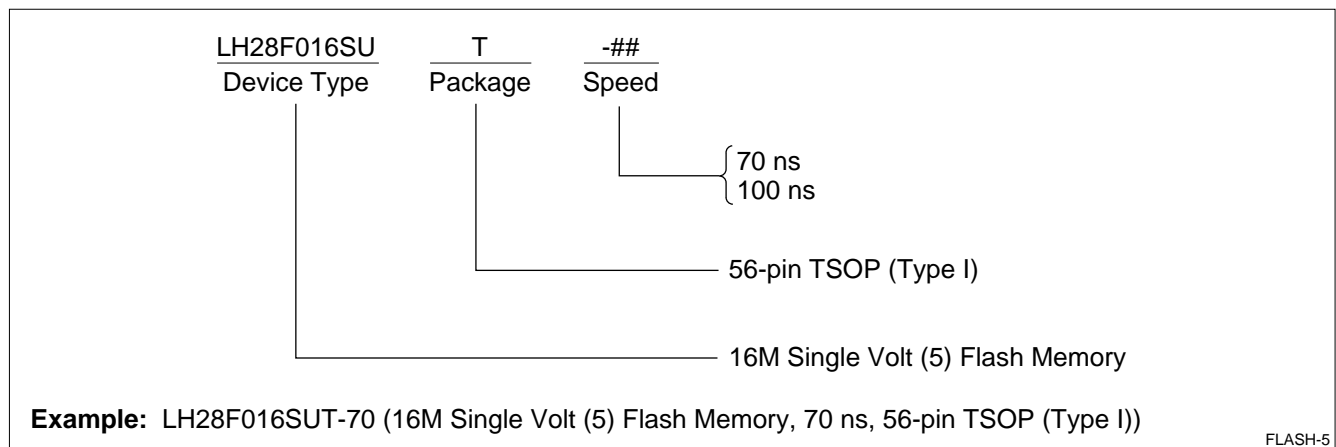 LH28F016SU T -##
Device Type Package Speed
70 ns
100 ns
56-pin TSOP (Type I)
16M Single Volt (5) Flash Memory
Example: LH28F016SUT-70 (16M Single Volt (5) Flash Memory, 70 ns, 56-pin TSOP (Type I))
FLASH-5